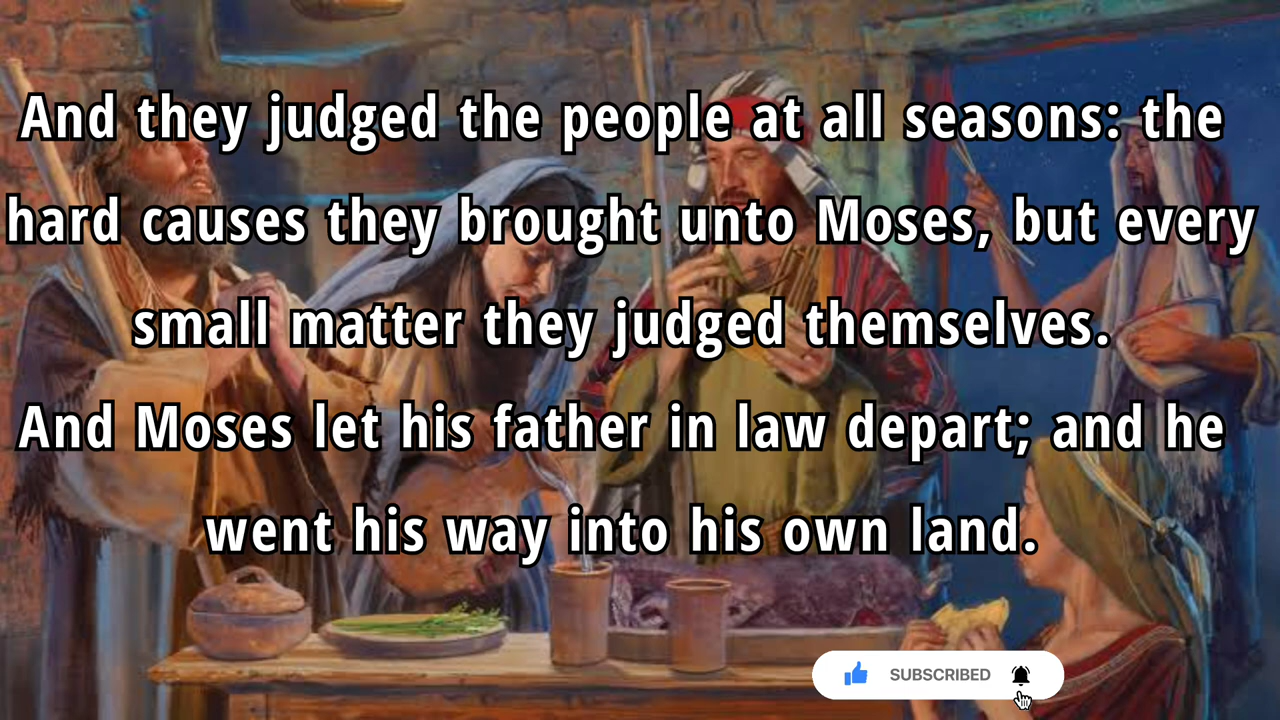 And they judged the people at all seasons: the
hard causes they brought unto Moses, but every
small matter they judged themselves.
And Moses let his father in law depart; and he
went his way into his own land.
SUBSCRIBED